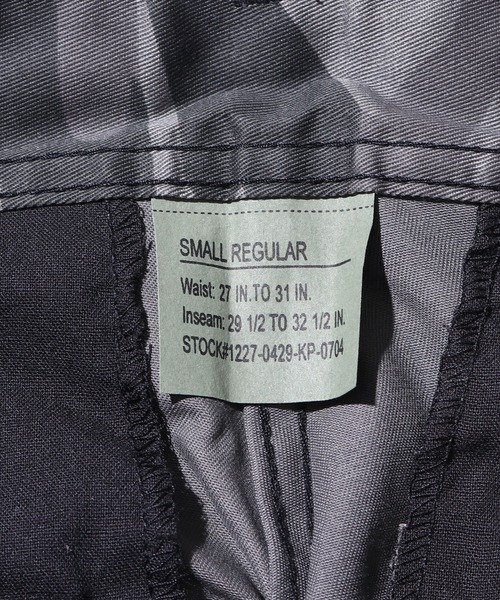 SMALL REGULAR
Waist: 27 IN.TO 31 IN.
Inseam: 29 1/2 TO 32 1/2 IN.
STOCK#1227-0429-KP-0704